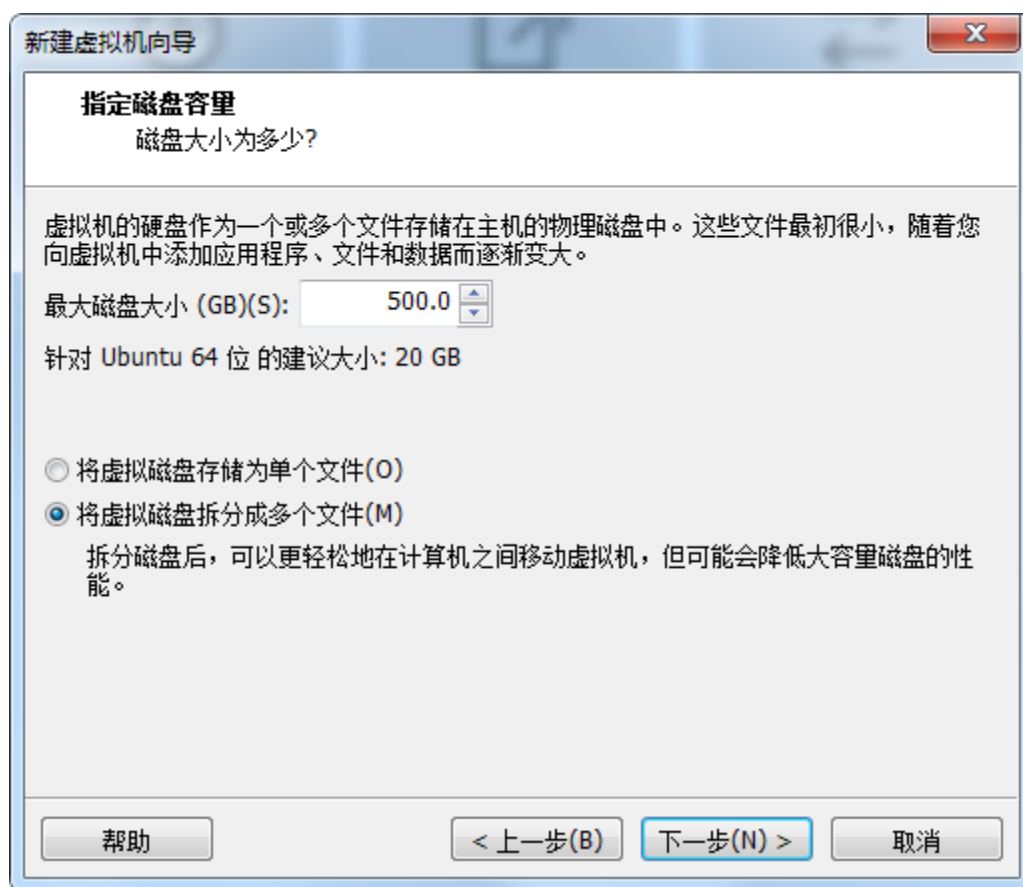 新建虚拟机向导
指定磁盘容量
磁盘大小为多少?
虚拟机的硬盘作为一个或多个文件存储在主机的物理磁盘中。这些文件最初很小，随着您
向虚拟机中添加应用程序、文件和数据而逐渐变大。
最大磁盘大小 (GB)(S): 500.0
针对 Ubuntu 64 位 的建议大小: 20 GB
将虚拟磁盘存储为单个文件(O)
将虚拟磁盘拆分成多个文件(M)
拆分磁盘后，可以更轻松地在计算机之间移动虚拟机，但可能会降低大容量磁盘的性
能。
帮助 < 上一步(B) 下一步(N) > 取消